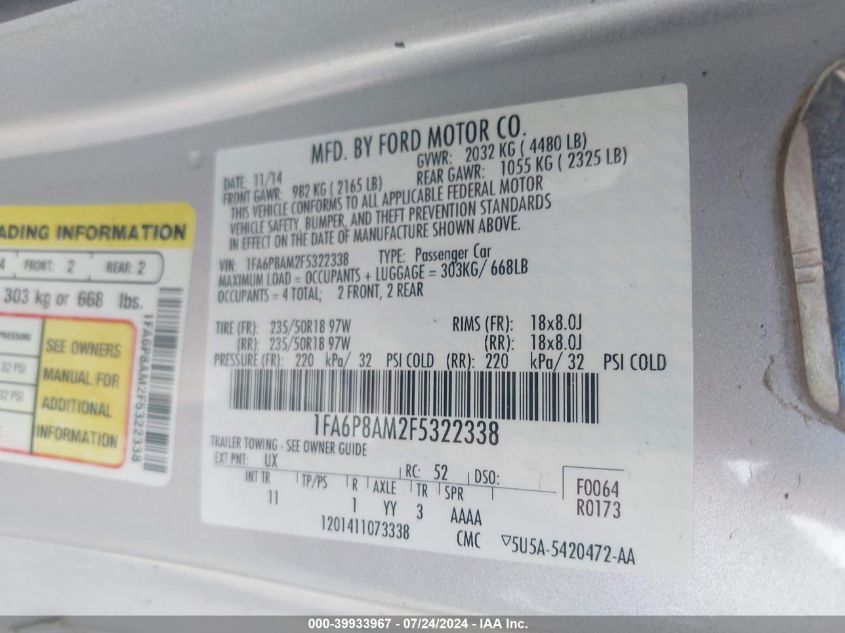 MFD. BY FORD MOTOR CO.
DATE: 11/14 GVWR: 2032 KG ( 4480 LB)
FRONT GAWR: 982 KG ( 2165 LB) REAR GAWR: 1055 KG ( 2325 LB)
THIS VEHICLE CONFORMS TO ALL APPLICABLE FEDERAL MOTOR
VEHICLE SAFETY, BUMPER, AND THEFT PREVENTION STANDARDS
IN EFFECT ON THE DATE OF MANUFACTURE SHOWN ABOVE.
VIN: 1FA6P8AM2F5322338 TYPE: Passenger Car
MAXIMUM LOAD = OCCUPANTS + LUGGAGE = 303KG/ 668LB
OCCUPANTS = 4 TOTAL; 2 FRONT, 2 REAR
TIRE (FR): 235/50R18 97W RIMS (FR): 18x8.0J
(RR): 235/50R18 97W (RR): 18x8.0J
PRESSURE (FR): 220 kPa/ 32 PSI COLD (RR): 220 kPa/ 32 PSI COLD
1FA6P8AM2F5322338
TRAILER TOWING - SEE OWNER GUIDE
EXT PNT: UX RC: 52 DSO:
INT TR TP/PS R AXLE TR SPR
11 1 YY 3 AAAA
F0064
R0173
1201411073338 CMC ▽5U5A-5420472-AA
ADING INFORMATION
4 FRONT: 2 REAR: 2
303 kg or 668 lbs.
PRESSURE
32 PSI
32 PSI
SEE OWNERS
MANUAL FOR
ADDITIONAL
INFORMATION
1FA6P8AM2F5322338
000-39933967 - 07/24/2024 - IAA Inc.